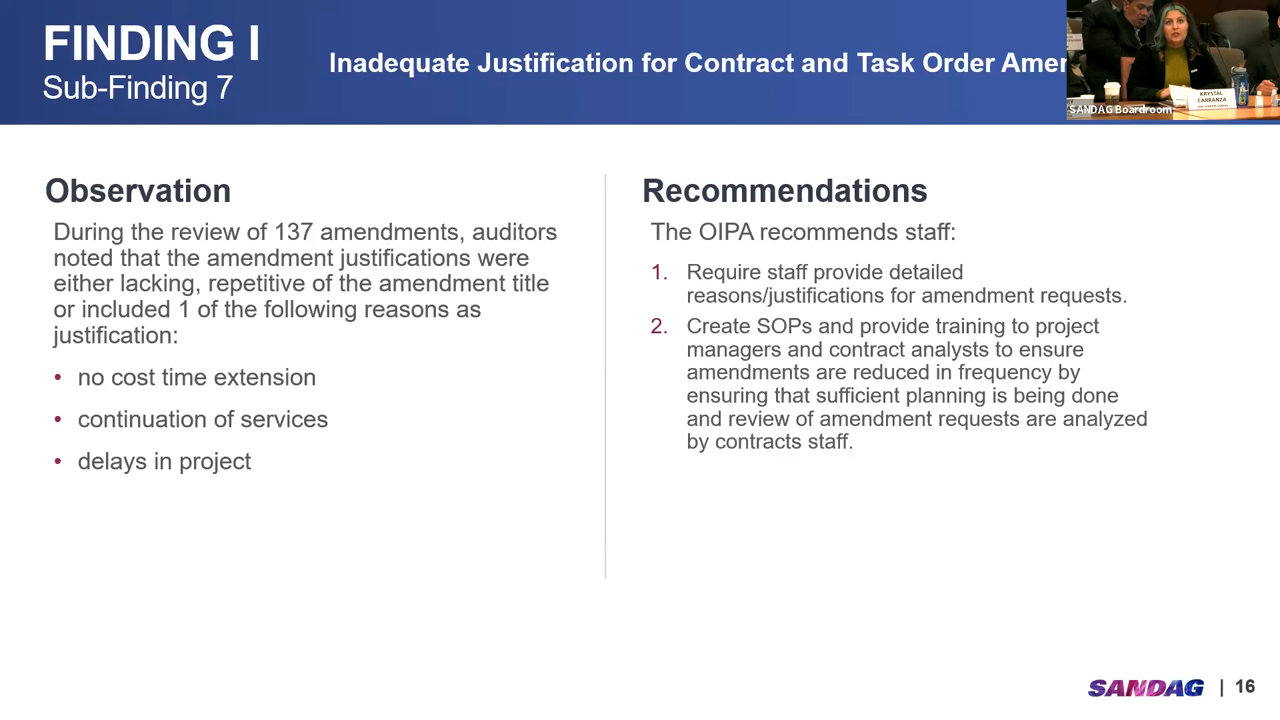 FINDING I
Sub-Finding 7
Inadequate Justification for Contract and Task Order Amer
KRYSTAL
CARRANZA
SANDAG Boardroom
Observation
During the review of 137 amendments, auditors
noted that the amendment justifications were
either lacking, repetitive of the amendment title
or included 1 of the following reasons as
justification:
• no cost time extension
• continuation of services
• delays in project
Recommendations
The OIPA recommends staff:
1. Require staff provide detailed
reasons/justifications for amendment requests.
2. Create SOPs and provide training to project
managers and contract analysts to ensure
amendments are reduced in frequency by
ensuring that sufficient planning is being done
and review of amendment requests are analyzed
by contracts staff.
SANDAG | 16